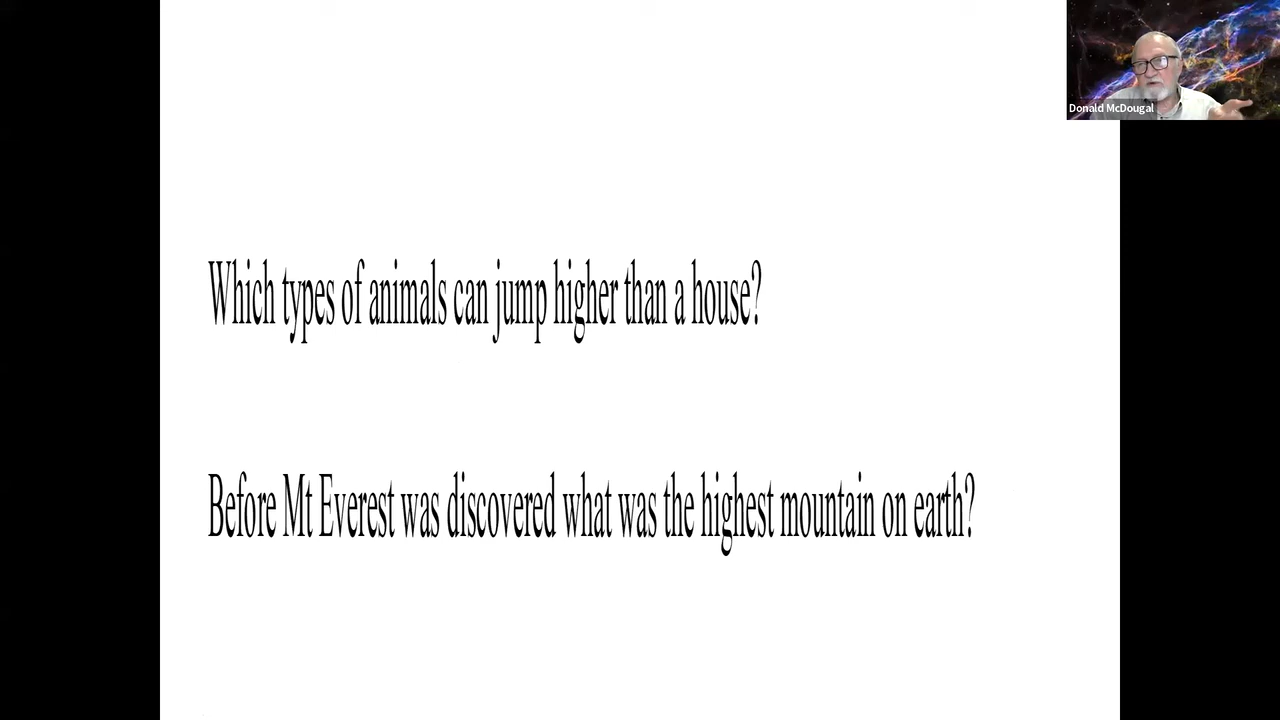 Donald McDougal
Which types of animals can jump higher than a house?
Before Mt Everest was discovered what was the highest mountain on earth?